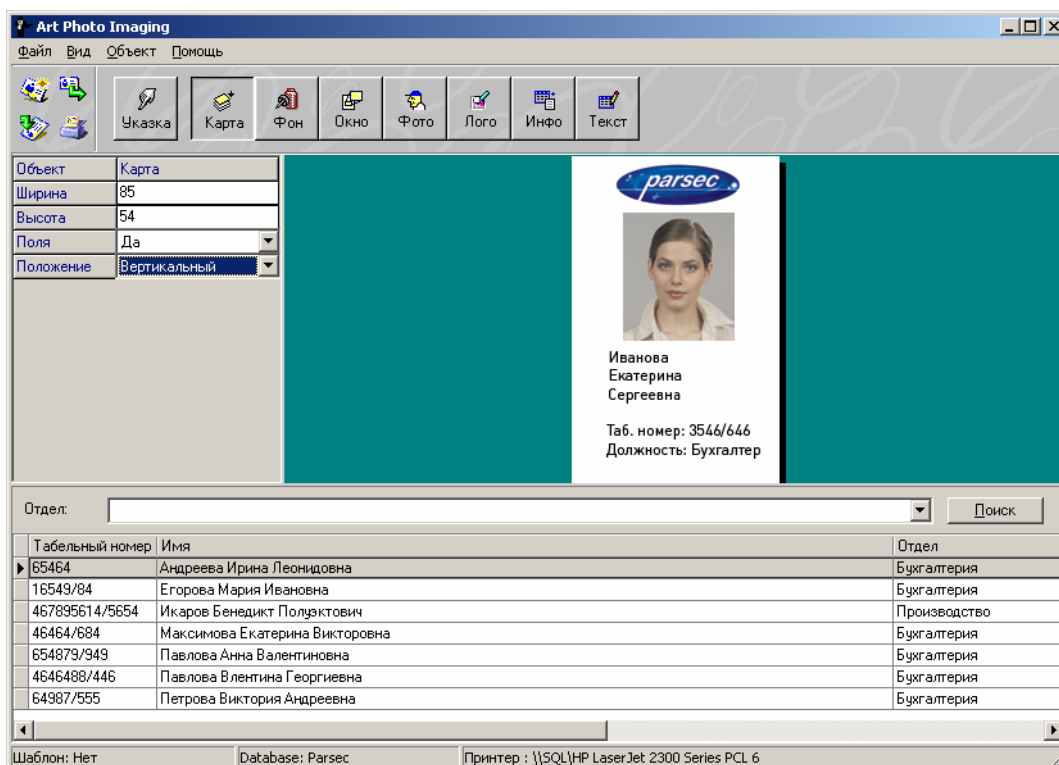 Art Photo Imaging
Файл Вид Объект Помощь
Указка Карта Фон Окно Фото Лого Инфо Текст
Объект Карта
Ширина 85
Высота 54
Поля Да
Положение Вертикальный
parsec
Иванова
Екатерина
Сергеевна
Таб. номер: 3546/646
Должность: Бухгалтер
Отдел: Поиск
Табельный номер Имя Отдел
65464 Андреева Ирина Леонидовна Бухгалтерия
16549/84 Егорова Мария Ивановна Бухгалтерия
467895614/5654 Икаров Бенедикт Полуэктович Производство
46464/684 Максимова Екатерина Викторовна Бухгалтерия
654879/949 Павлова Анна Валентиновна Бухгалтерия
4646488/446 Павлова Влентина Георгиевна Бухгалтерия
64987/555 Петрова Виктория Андреевна Бухгалтерия
Шаблон: Нет Database: Parsec Принтер : \\SQL\HP LaserJet 2300 Series PCL 6